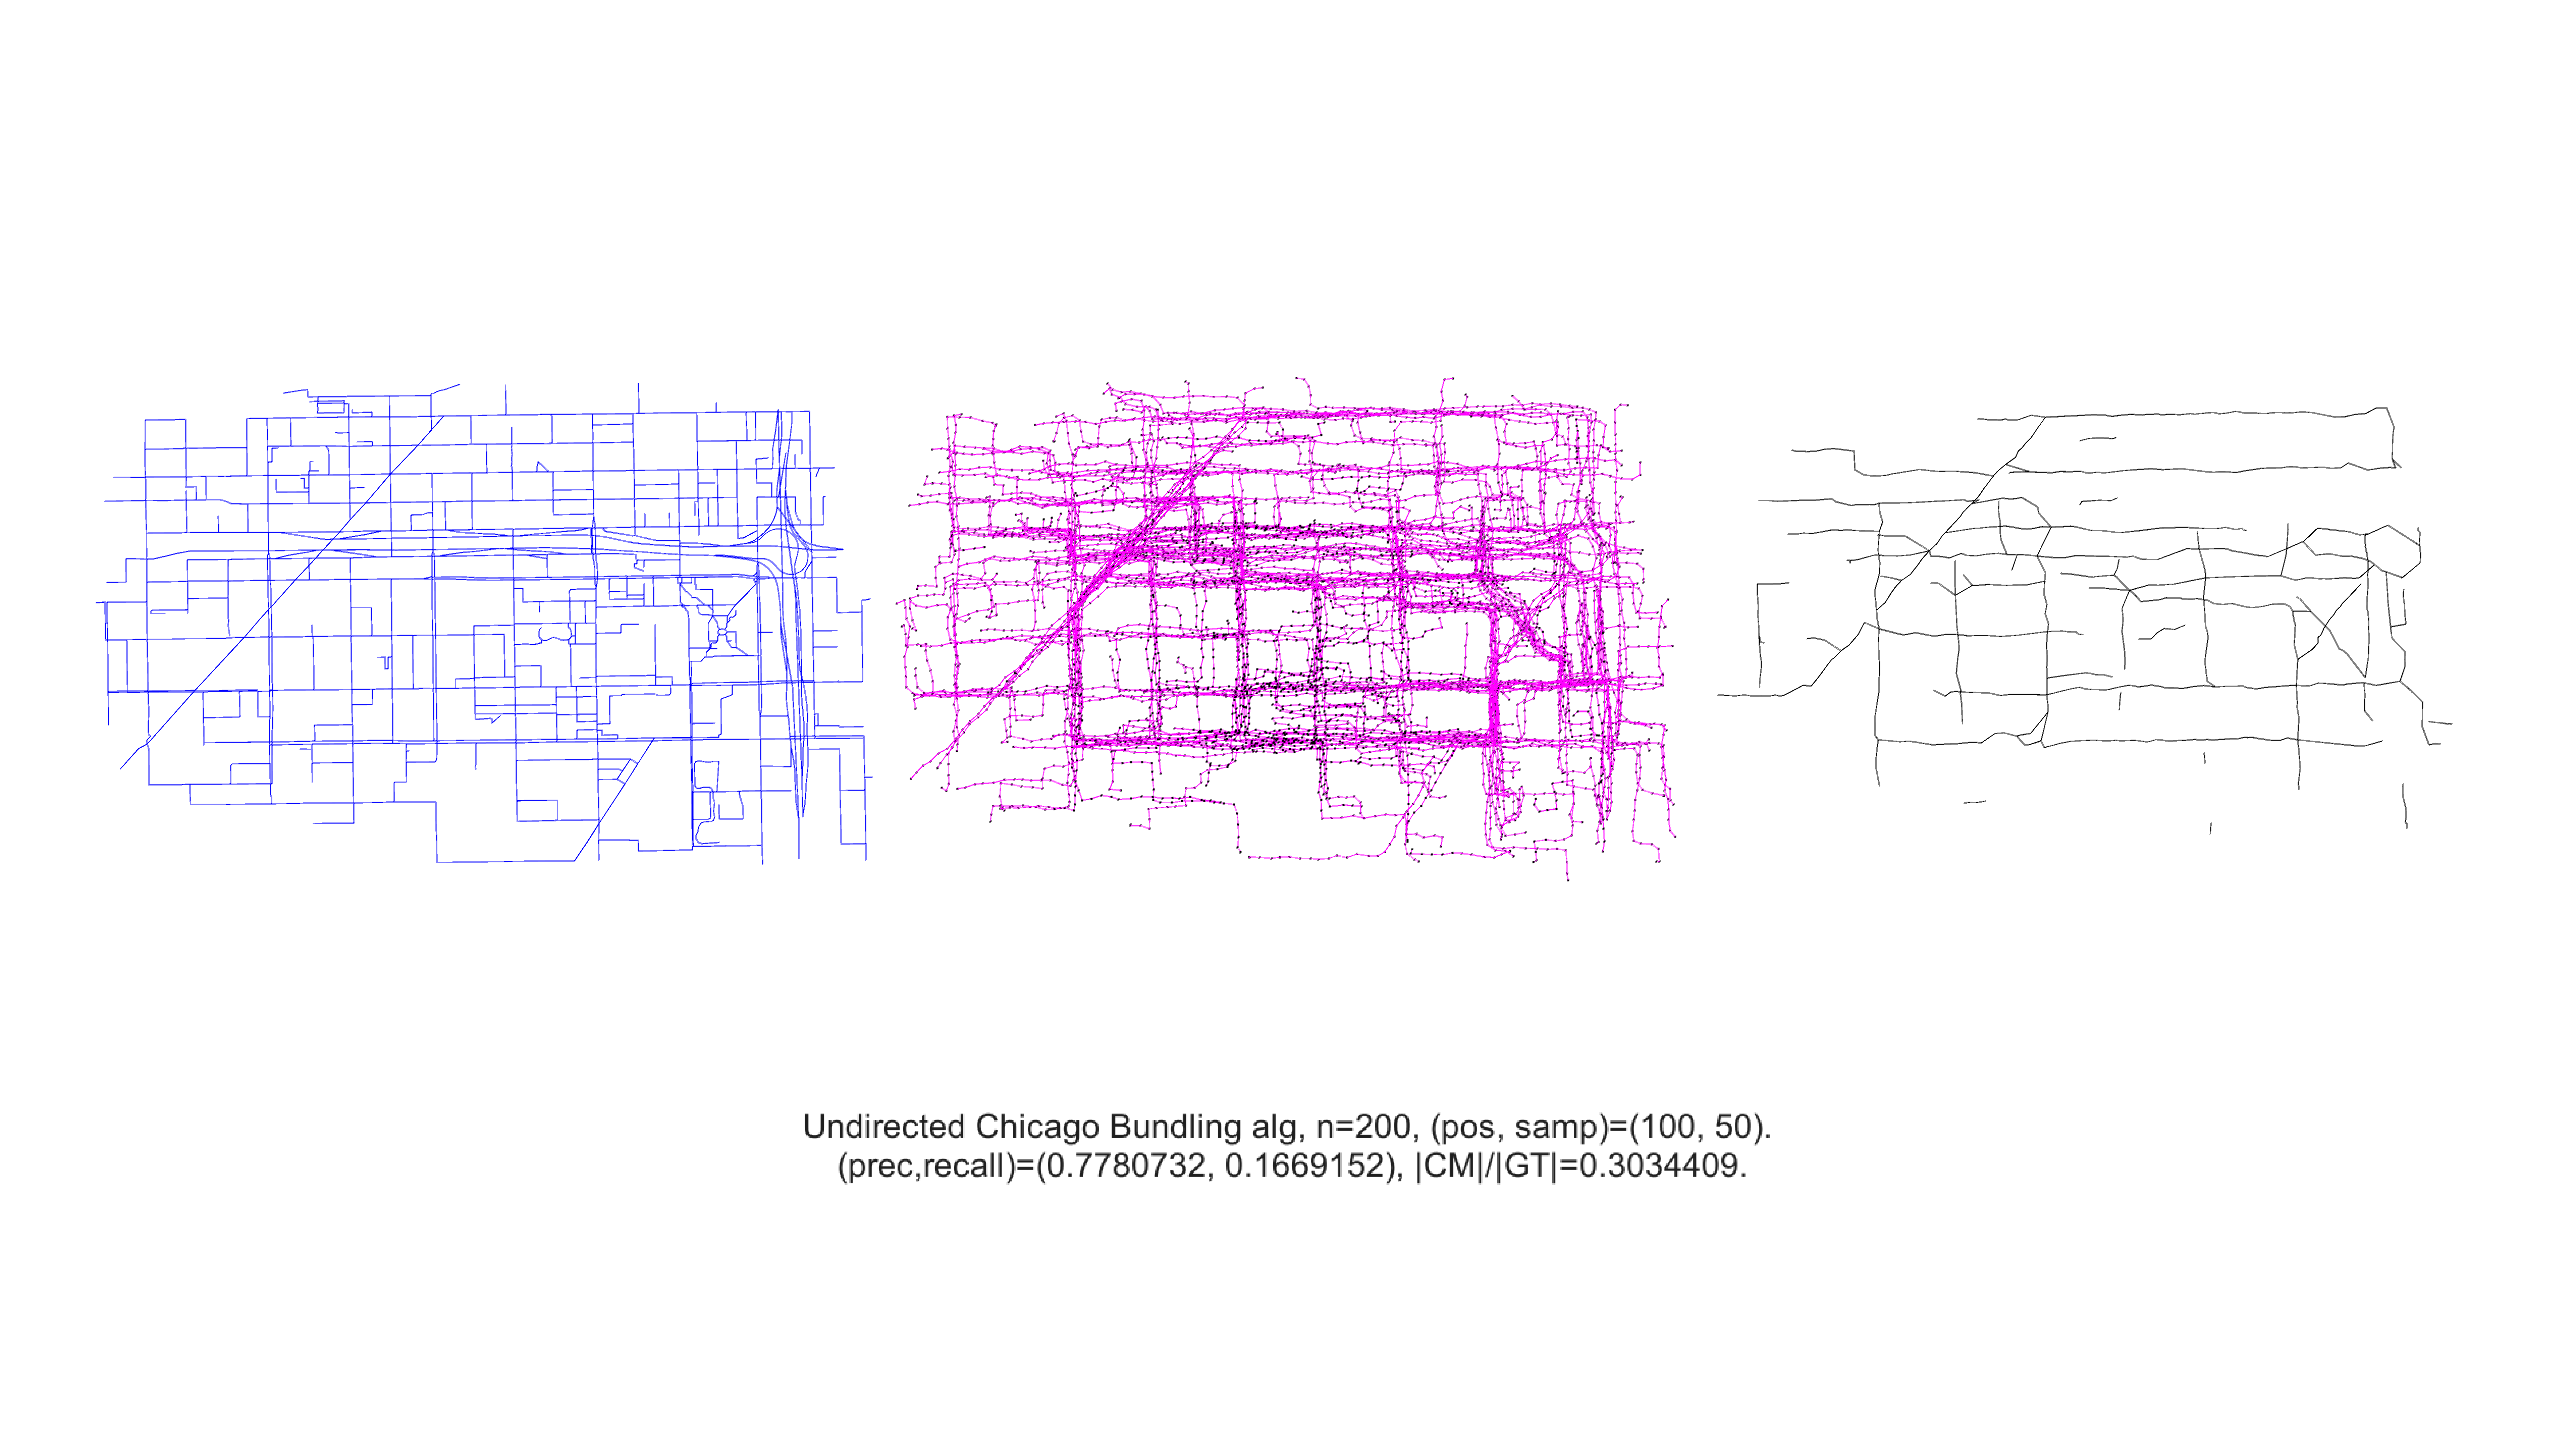 Undirected Chicago Bundling alg, n=200, (pos, samp)=(100, 50).
(prec,recall)=(0.7780732, 0.1669152), |CM|/|GT|=0.3034409.